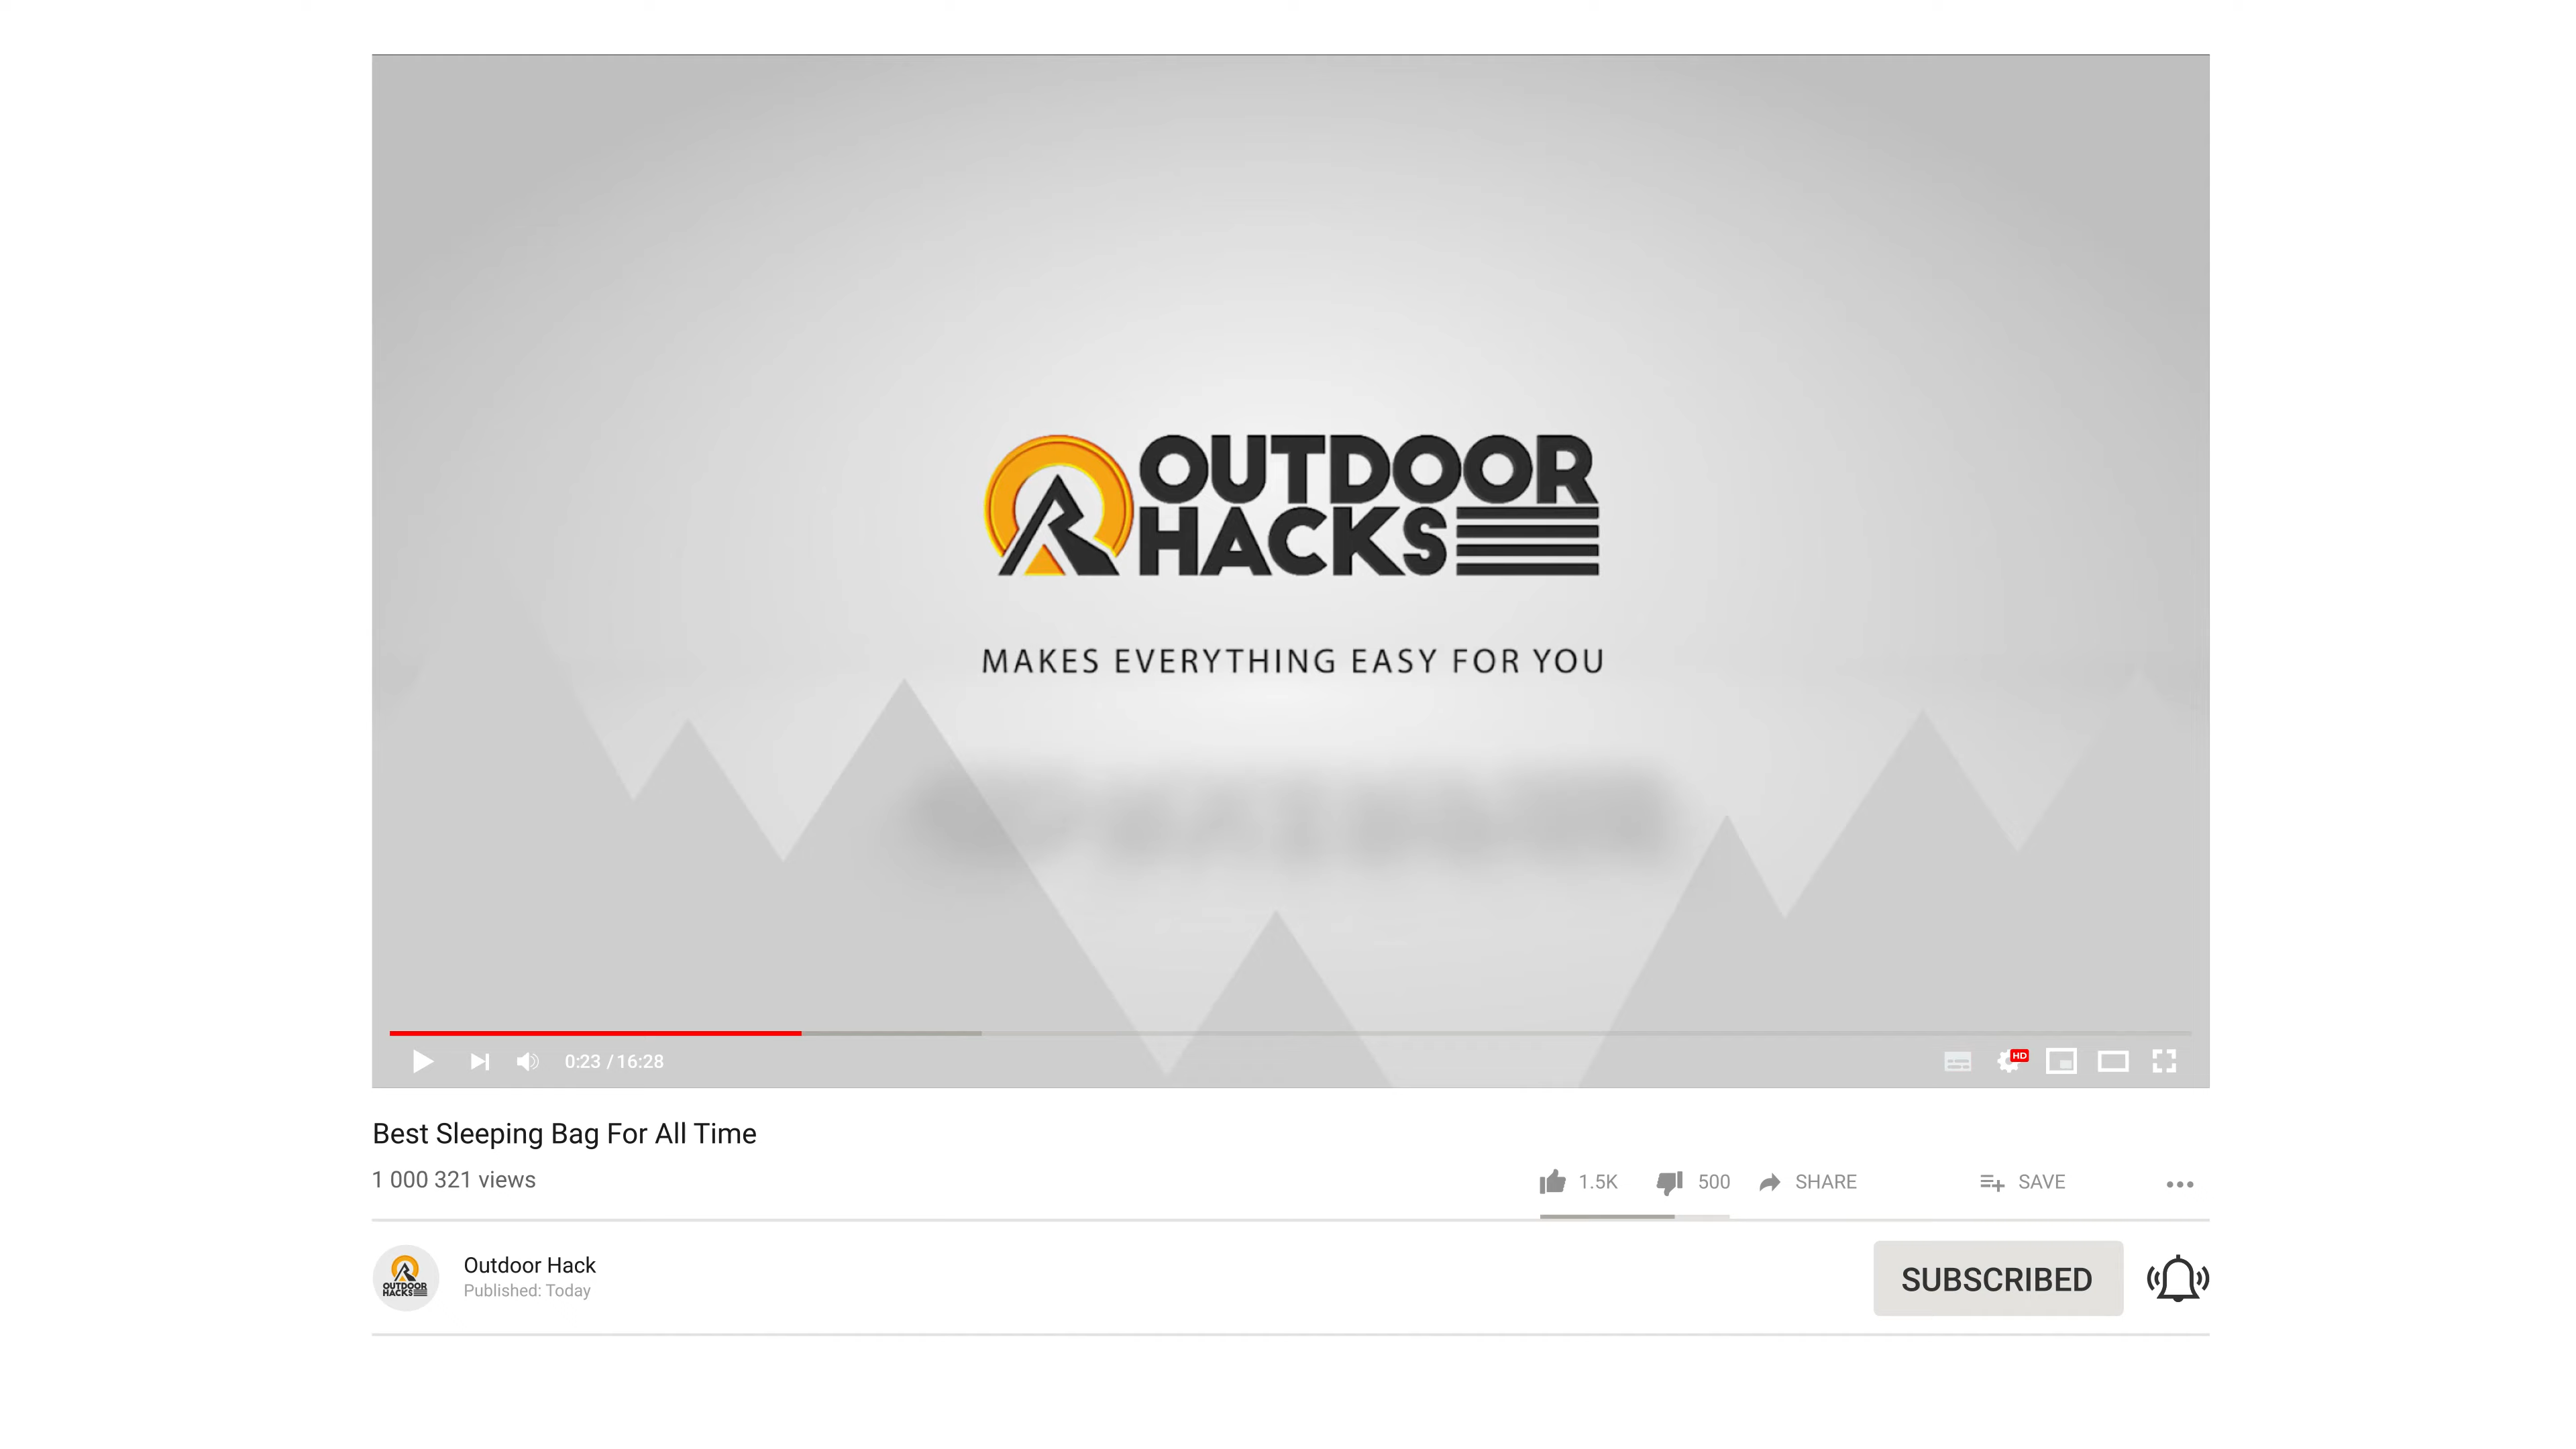 OUTDOOR
HACKS
MAKES EVERYTHING EASY FOR YOU
0:23 / 16:28
HD
Best Sleeping Bag For All Time
1 000 321 views
1.5K
500
SHARE
SAVE
OUTDOOR
HACKS
Outdoor Hack
Published: Today
SUBSCRIBED